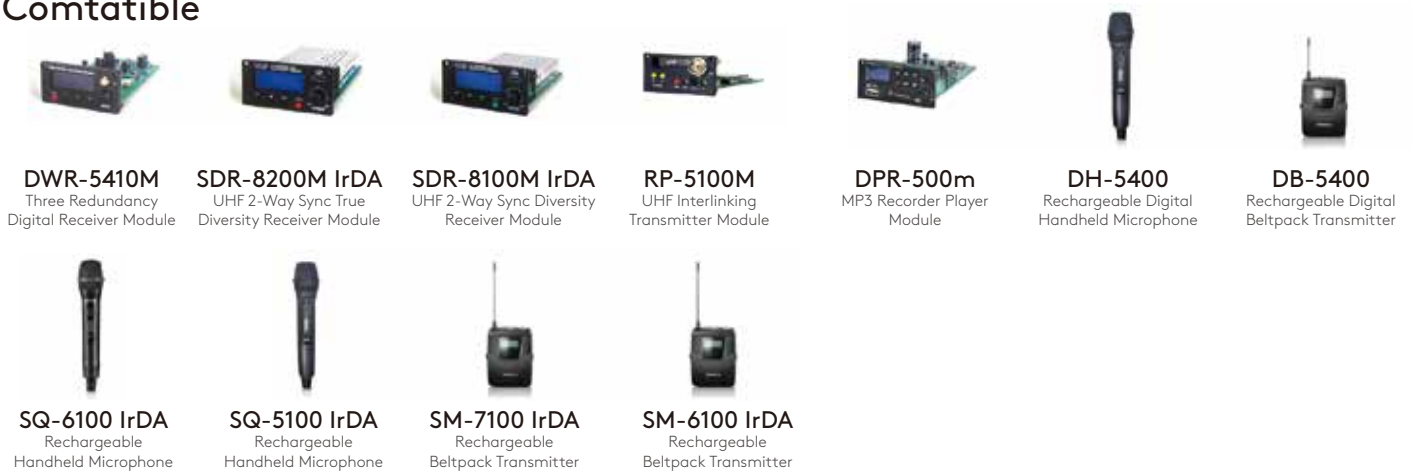 Comtatible
DWR-5410M
Three Redundancy
Digital Receiver Module
SDR-8200M IrDA
UHF 2-Way Sync True
Diversity Receiver Module
SDR-8100M IrDA
UHF 2-Way Sync Diversity
Receiver Module
RP-5100M
UHF Interlinking
Transmitter Module
DPR-500m
MP3 Recorder Player
Module
DH-5400
Rechargeable Digital
Handheld Microphone
DB-5400
Rechargeable Digital
Beltpack Transmitter
SQ-6100 IrDA
Rechargeable
Handheld Microphone
SQ-5100 IrDA
Rechargeable
Handheld Microphone
SM-7100 IrDA
Rechargeable
Beltpack Transmitter
SM-6100 IrDA
Rechargeable
Beltpack Transmitter